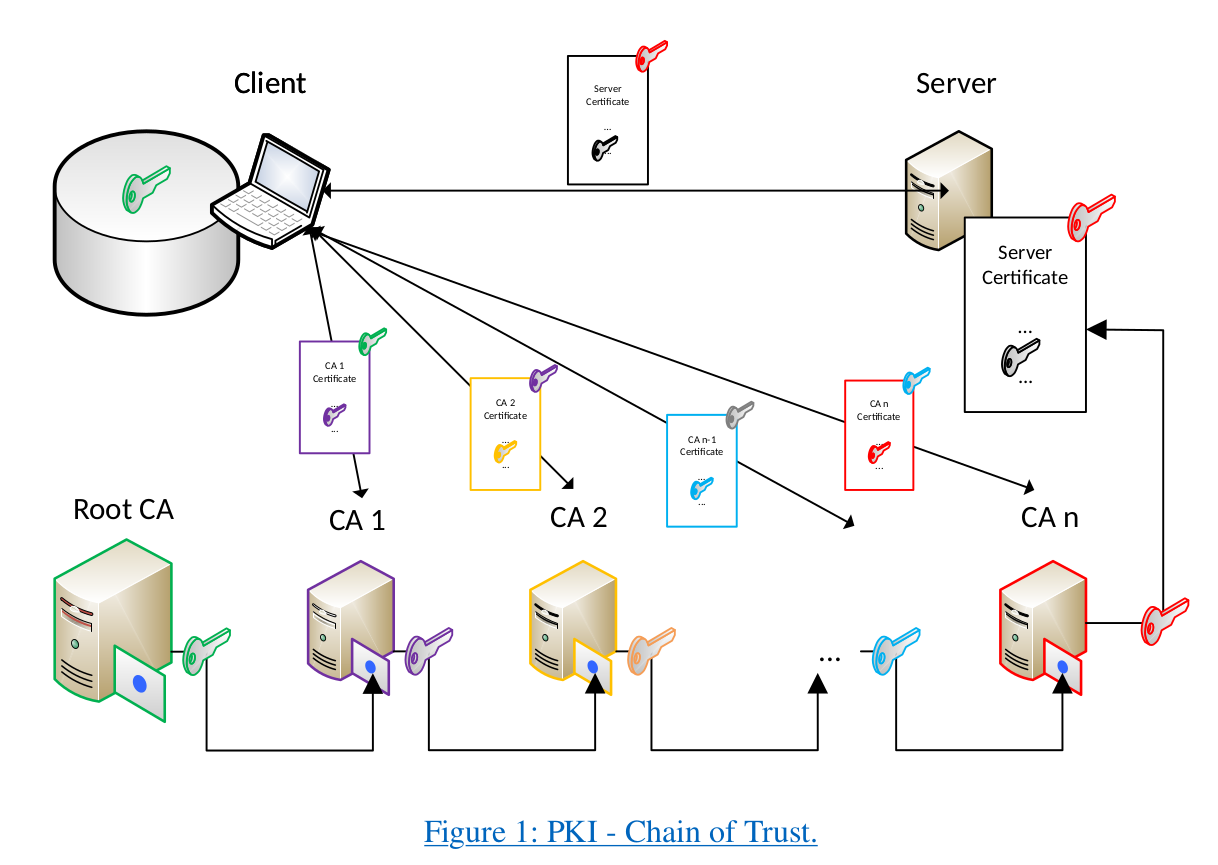 Client
Server
Certificate
...
...
Server
Server
Certificate
...
...
CA 1
Certificate
...
...
CA 2
Certificate
...
...
CA n-1
Certificate
...
...
CA n
Certificate
...
...
Root CA
CA 1
CA 2
CA n
...
Figure 1: PKI - Chain of Trust.